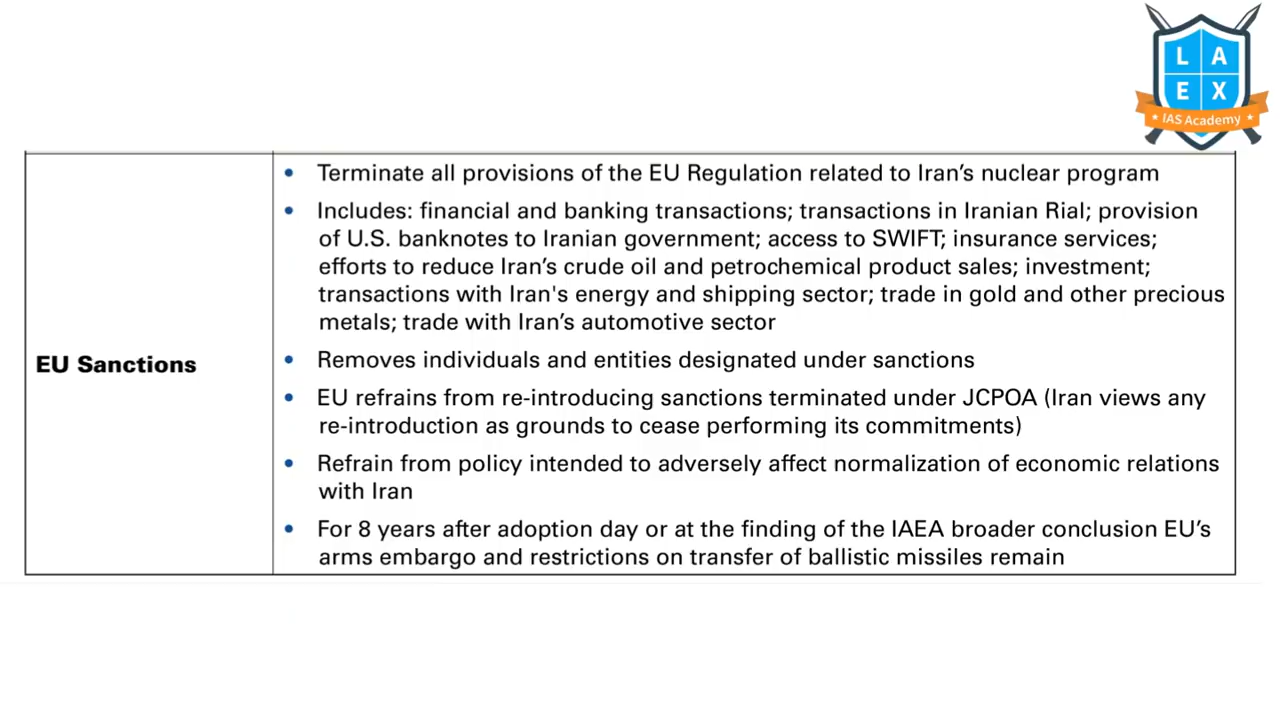 L A
E X
★ IAS Academy ★
• Terminate all provisions of the EU Regulation related to Iran’s nuclear program
• Includes: financial and banking transactions; transactions in Iranian Rial; provision
of U.S. banknotes to Iranian government; access to SWIFT; insurance services;
efforts to reduce Iran’s crude oil and petrochemical product sales; investment;
transactions with Iran's energy and shipping sector; trade in gold and other precious
metals; trade with Iran’s automotive sector
EU Sanctions
• Removes individuals and entities designated under sanctions
• EU refrains from re-introducing sanctions terminated under JCPOA (Iran views any
re-introduction as grounds to cease performing its commitments)
• Refrain from policy intended to adversely affect normalization of economic relations
with Iran
• For 8 years after adoption day or at the finding of the IAEA broader conclusion EU’s
arms embargo and restrictions on transfer of ballistic missiles remain